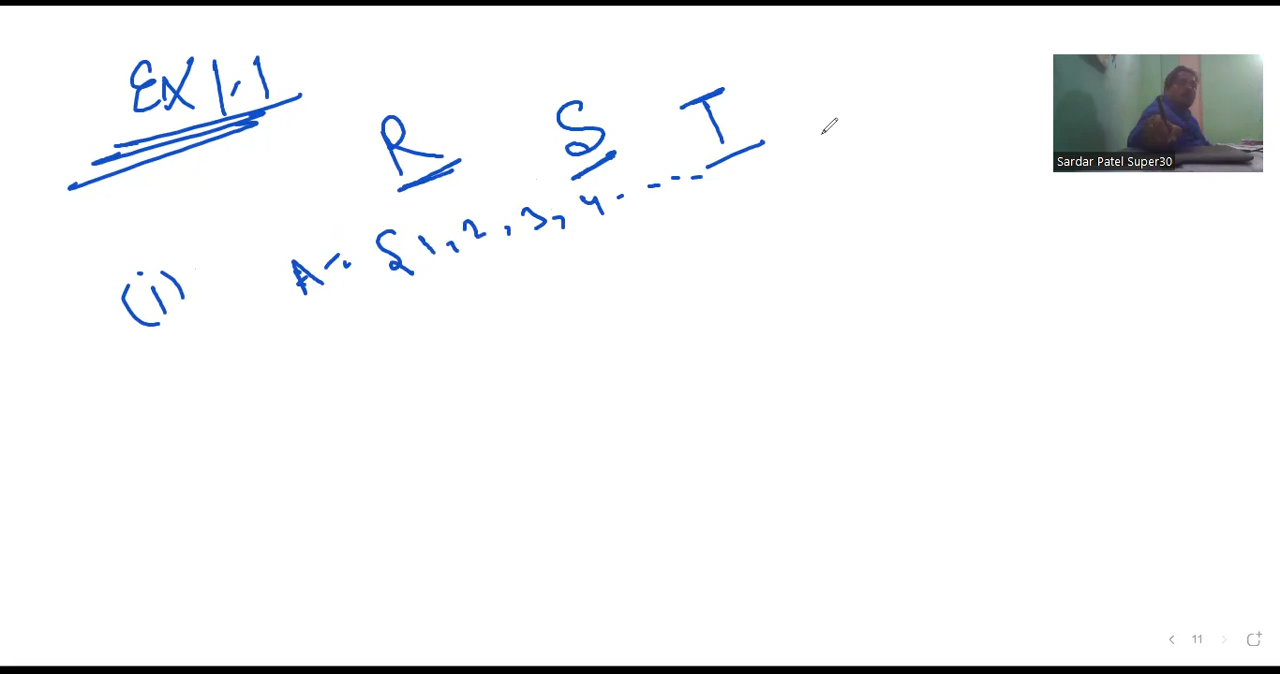 Ex 1.1
R S T
(i) A = {1, 2, 3, 4 - - - -
Sardar Patel Super30
< 11 >